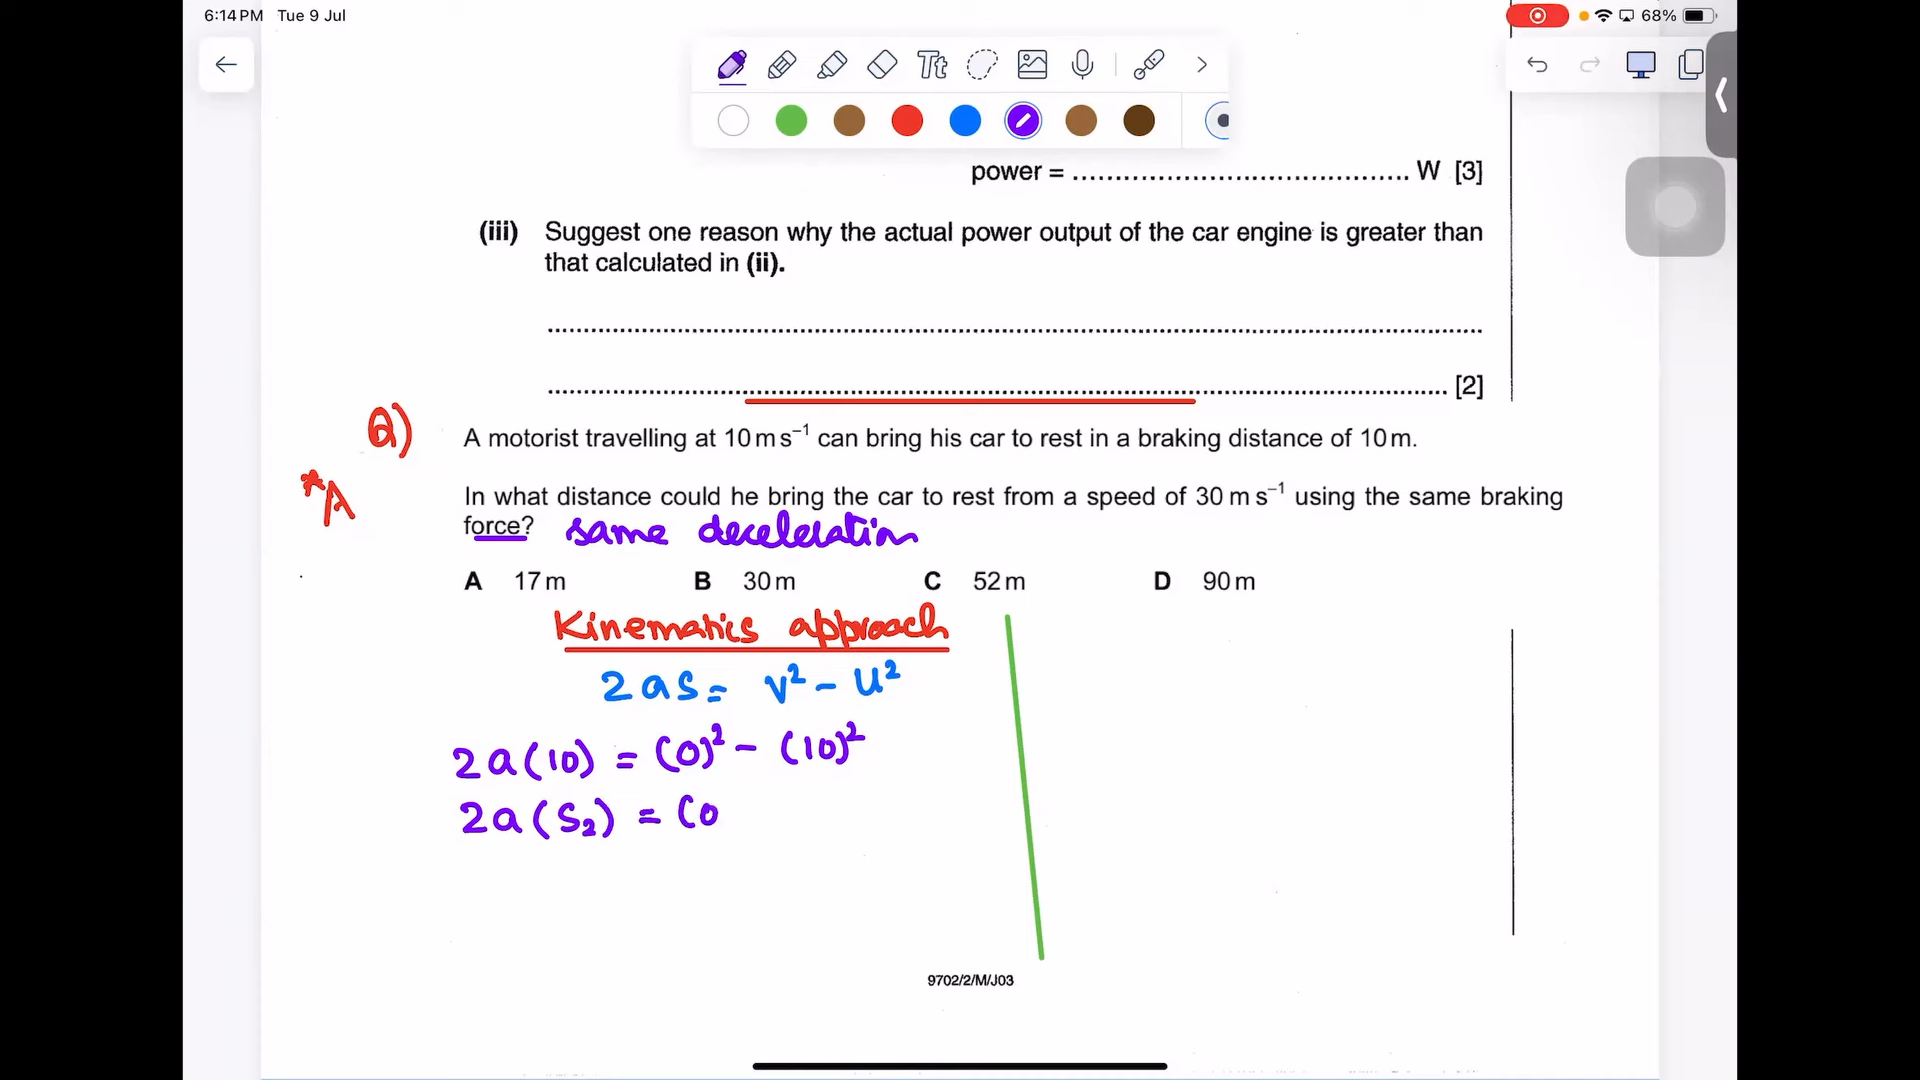 6:14 PM Tue 9 Jul
68%
Tt
power = ........................................ W [3]
(iii) Suggest one reason why the actual power output of the car engine is greater than
that calculated in (ii).
..........................................................................................
.......................................................................................... [2]
Q)
A motorist travelling at 10 m s⁻¹ can bring his car to rest in a braking distance of 10 m.
*A
In what distance could he bring the car to rest from a speed of 30 m s⁻¹ using the same braking
force? same deceleration
A 17 m B 30 m C 52 m D 90 m
Kinematics approach
2as = v² - u²
2a(10) = (0)² - (10)²
2a(S₂) = (0
9702/2/M/J03